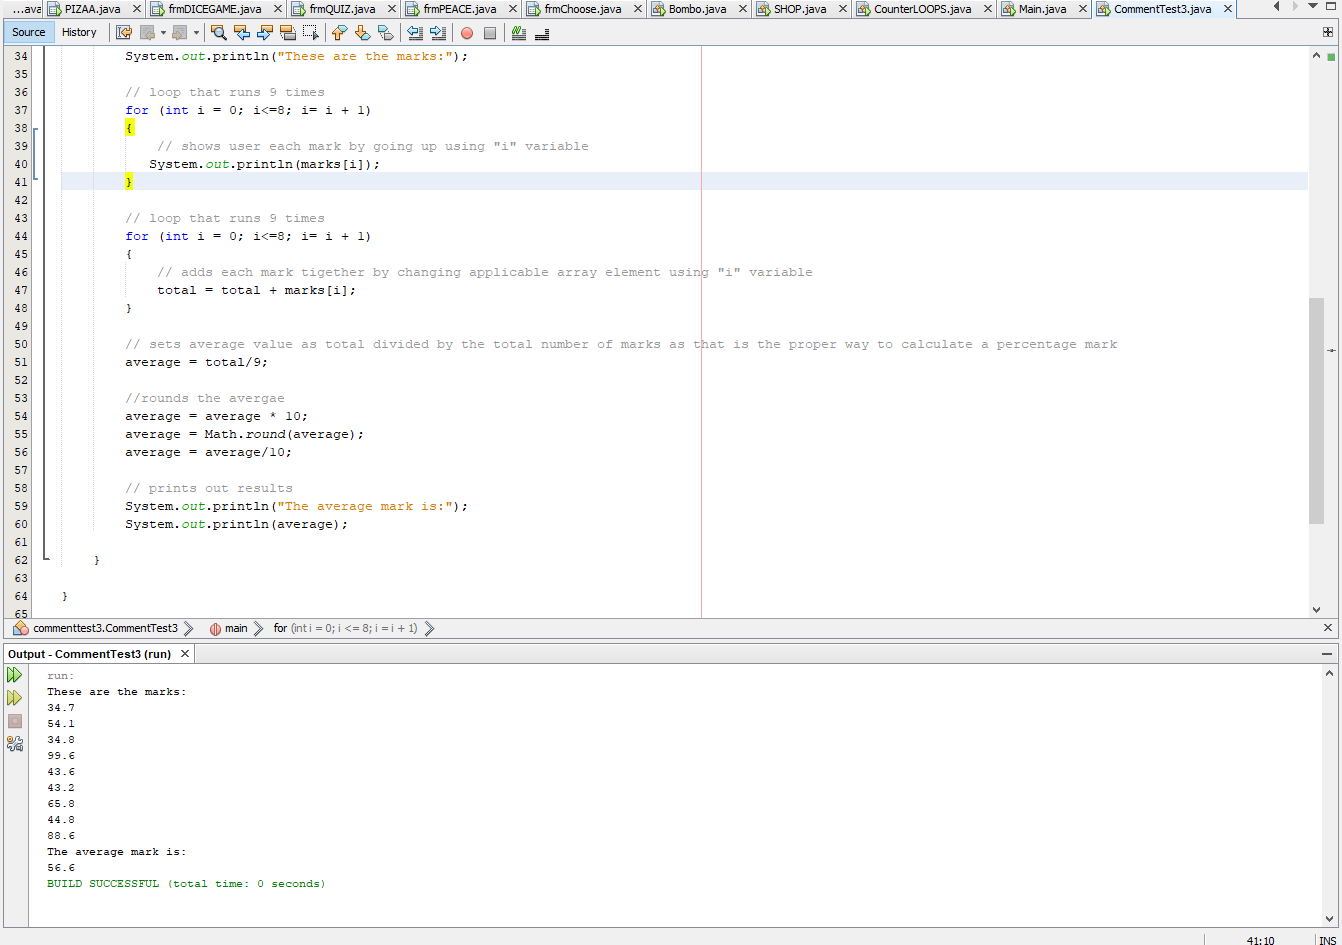 ...ava PIZAA.java frmDICEGAME.java frmQUIZ.java frmPEACE.java frmChoose.java Bombo.java SHOP.java CounterLOOPS.java Main.java CommentTest3.java
Source History
34 System.out.println("These are the marks:");
35
36 // loop that runs 9 times
37 for (int i = 0; i<=8; i= i + 1)
38 {
39 // shows user each mark by going up using "i" variable
40 System.out.println(marks[i]);
41 }
42
43 // loop that runs 9 times
44 for (int i = 0; i<=8; i= i + 1)
45 {
46 // adds each mark tigether by changing applicable array element using "i" variable
47 total = total + marks[i];
48 }
49
50 // sets average value as total divided by the total number of marks as that is the proper way to calculate a percentage mark
51 average = total/9;
52
53 //rounds the avergae
54 average = average * 10;
55 average = Math.round(average);
56 average = average/10;
57
58 // prints out results
59 System.out.println("The average mark is:");
60 System.out.println(average);
61
62 }
63
64 }
65
commenttest3.CommentTest3 main for (int i = 0; i <= 8; i = i + 1)
Output - CommentTest3 (run)
run:
These are the marks:
34.7
54.1
34.8
99.6
43.6
43.2
65.8
44.8
88.6
The average mark is:
56.6
BUILD SUCCESSFUL (total time: 0 seconds)
41:10 INS